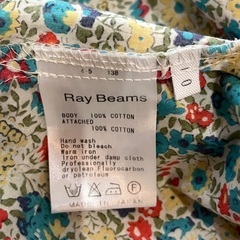 Ray Beams
BODY 100% COTTON
ATTACHED
100% COTTON
Hand wash
Do not bleach
Warm iron
Iron under damp cloth
Professionally
drycleaned Fluorocarbon
or petroleum
MADE IN JAPAN
0